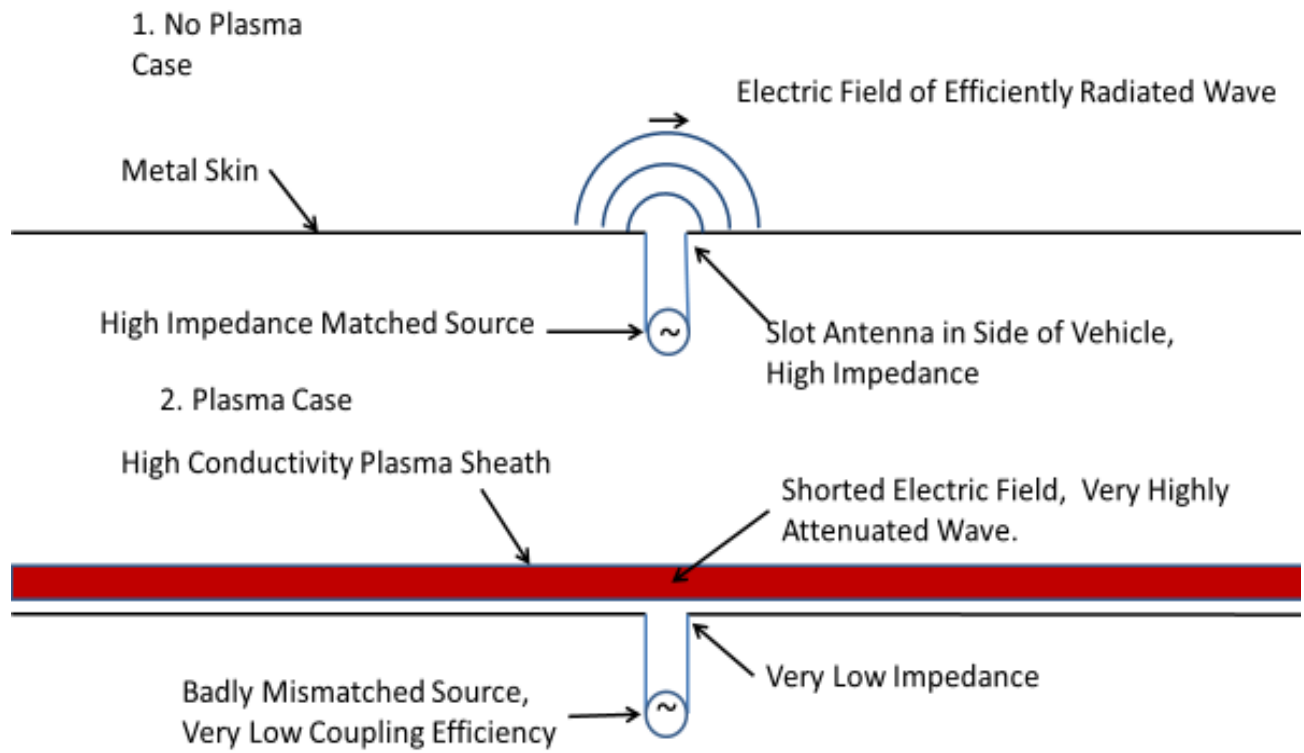 1. No Plasma
Case
Electric Field of Efficiently Radiated Wave
Metal Skin
High Impedance Matched Source
~
Slot Antenna in Side of Vehicle,
High Impedance
2. Plasma Case
High Conductivity Plasma Sheath
Shorted Electric Field, Very Highly
Attenuated Wave.
Very Low Impedance
Badly Mismatched Source,
Very Low Coupling Efficiency
~